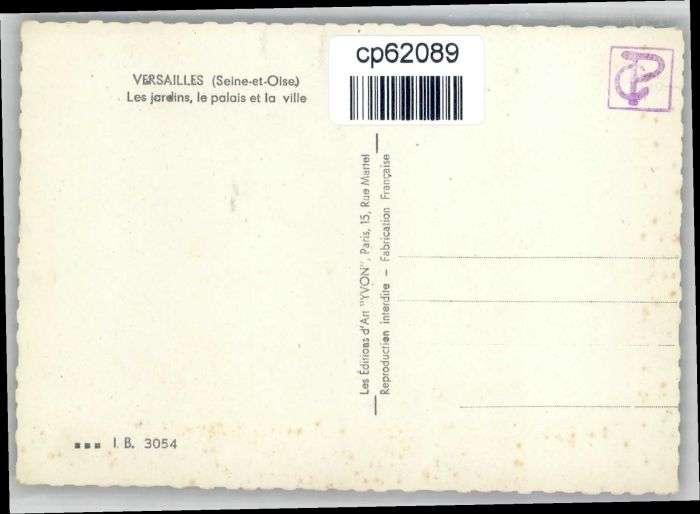 cp62089
VERSAILLES (Seine-et-Oise)
Les jardins, le palais et la ville
Les Editions d'Art "YVON", Paris, 15, Rue Martel
Reproduction interdite - Fabrication Française
I. B. 3054